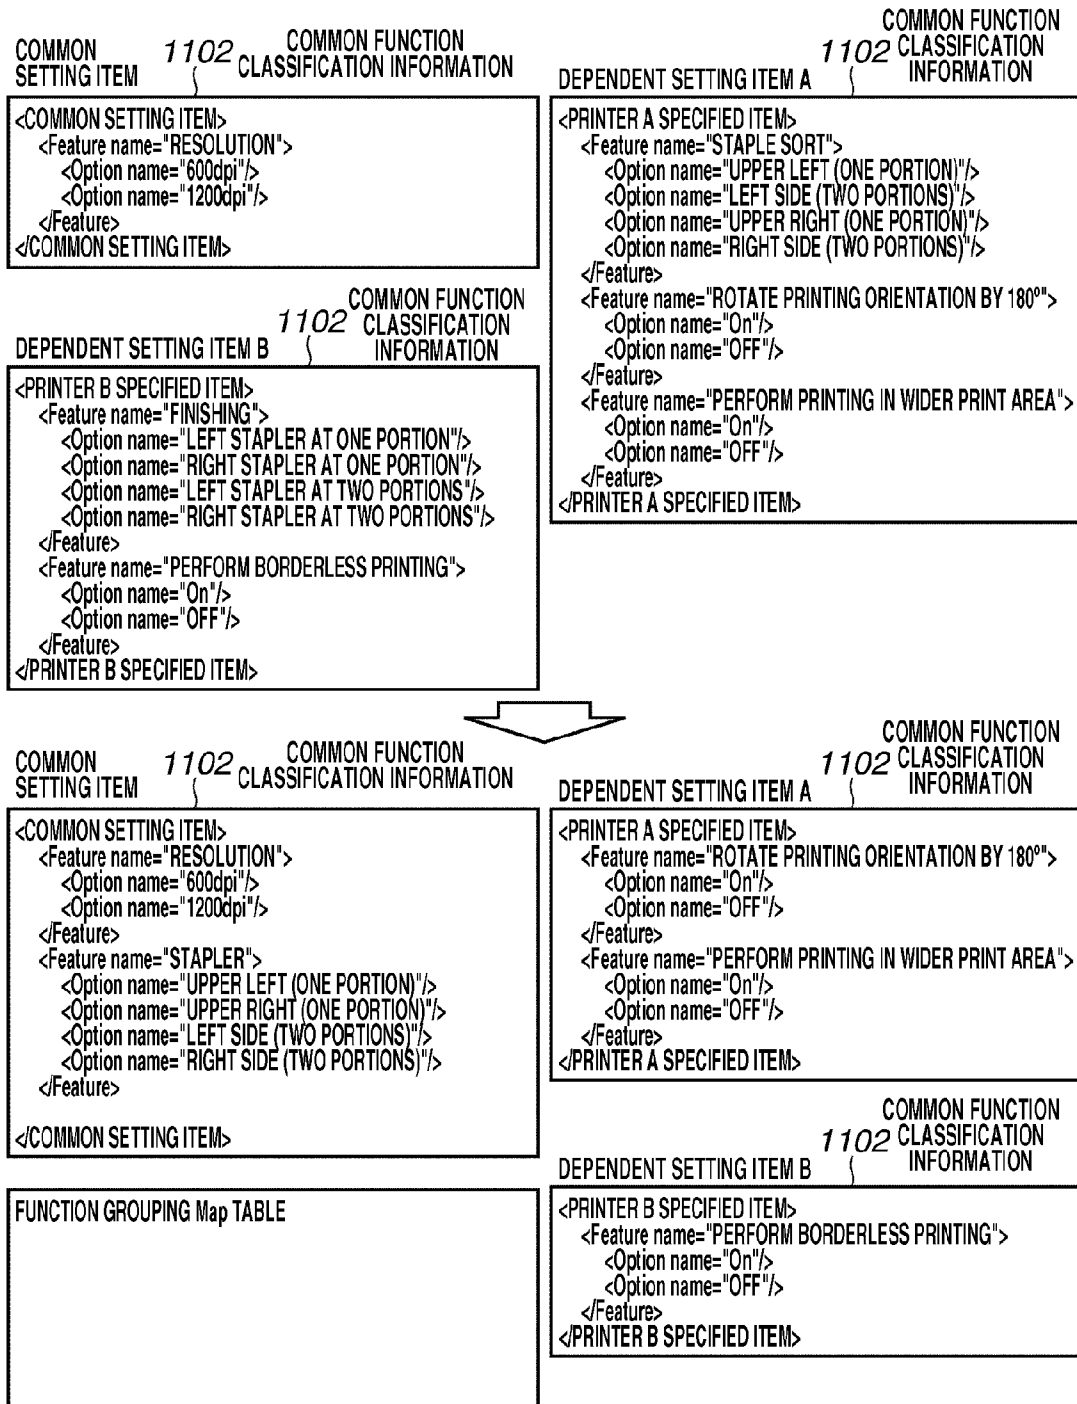 COMMON
SETTING ITEM
1102
COMMON FUNCTION
CLASSIFICATION INFORMATION
<COMMON SETTING ITEM>
<Feature name="RESOLUTION">
<Option name="600dpi"/>
<Option name="1200dpi"/>
</Feature>
</COMMON SETTING ITEM>
DEPENDENT SETTING ITEM A
1102
COMMON FUNCTION
CLASSIFICATION
INFORMATION
<PRINTER A SPECIFIED ITEM>
<Feature name="STAPLE SORT">
<Option name="UPPER LEFT (ONE PORTION)"/>
<Option name="LEFT SIDE (TWO PORTIONS)"/>
<Option name="UPPER RIGHT (ONE PORTION)"/>
<Option name="RIGHT SIDE (TWO PORTIONS)"/>
</Feature>
<Feature name="ROTATE PRINTING ORIENTATION BY 180°">
<Option name="On"/>
<Option name="OFF"/>
</Feature>
<Feature name="PERFORM PRINTING IN WIDER PRINT AREA">
<Option name="On"/>
<Option name="OFF"/>
</Feature>
</PRINTER A SPECIFIED ITEM>
DEPENDENT SETTING ITEM B
1102
COMMON FUNCTION
CLASSIFICATION
INFORMATION
<PRINTER B SPECIFIED ITEM>
<Feature name="FINISHING">
<Option name="LEFT STAPLER AT ONE PORTION"/>
<Option name="RIGHT STAPLER AT ONE PORTION"/>
<Option name="LEFT STAPLER AT TWO PORTIONS"/>
<Option name="RIGHT STAPLER AT TWO PORTIONS"/>
</Feature>
<Feature name="PERFORM BORDERLESS PRINTING">
<Option name="On"/>
<Option name="OFF"/>
</Feature>
</PRINTER B SPECIFIED ITEM>
COMMON
SETTING ITEM
1102
COMMON FUNCTION
CLASSIFICATION INFORMATION
<COMMON SETTING ITEM>
<Feature name="RESOLUTION">
<Option name="600dpi"/>
<Option name="1200dpi"/>
</Feature>
<Feature name="STAPLER">
<Option name="UPPER LEFT (ONE PORTION)"/>
<Option name="UPPER RIGHT (ONE PORTION)"/>
<Option name="LEFT SIDE (TWO PORTIONS)"/>
<Option name="RIGHT SIDE (TWO PORTIONS)"/>
</Feature>
</COMMON SETTING ITEM>
DEPENDENT SETTING ITEM A
1102
COMMON FUNCTION
CLASSIFICATION
INFORMATION
<PRINTER A SPECIFIED ITEM>
<Feature name="ROTATE PRINTING ORIENTATION BY 180°">
<Option name="On"/>
<Option name="OFF"/>
</Feature>
<Feature name="PERFORM PRINTING IN WIDER PRINT AREA">
<Option name="On"/>
<Option name="OFF"/>
</Feature>
</PRINTER A SPECIFIED ITEM>
FUNCTION GROUPING Map TABLE
DEPENDENT SETTING ITEM B
1102
COMMON FUNCTION
CLASSIFICATION
INFORMATION
<PRINTER B SPECIFIED ITEM>
<Feature name="PERFORM BORDERLESS PRINTING">
<Option name="On"/>
<Option name="OFF"/>
</Feature>
</PRINTER B SPECIFIED ITEM>